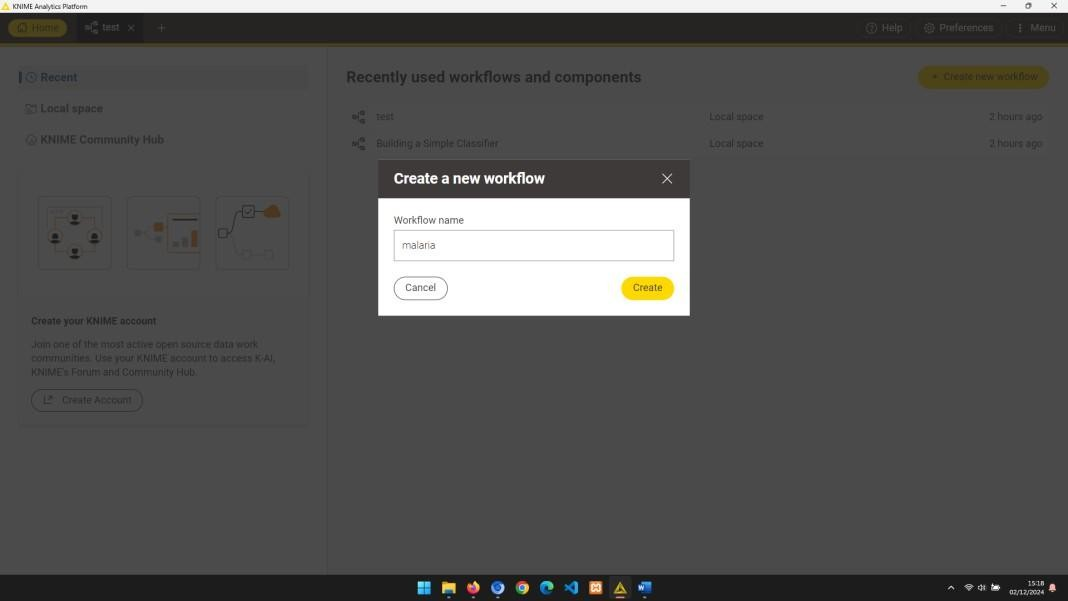 KNIME Analytics Platform
Home
test
Help
Preferences
Menu
Recent
Local space
KNIME Community Hub
Create your KNIME account
Join one of the most active open source data work
communities. Use your KNIME account to access K-AI,
KNIME's Forum and Community Hub.
Create Account
Recently used workflows and components
Create new workflow
test Local space 2 hours ago
Building a Simple Classifier Local space 2 hours ago
Create a new workflow
Workflow name
malaria
Cancel
Create
15:18
02/12/2024